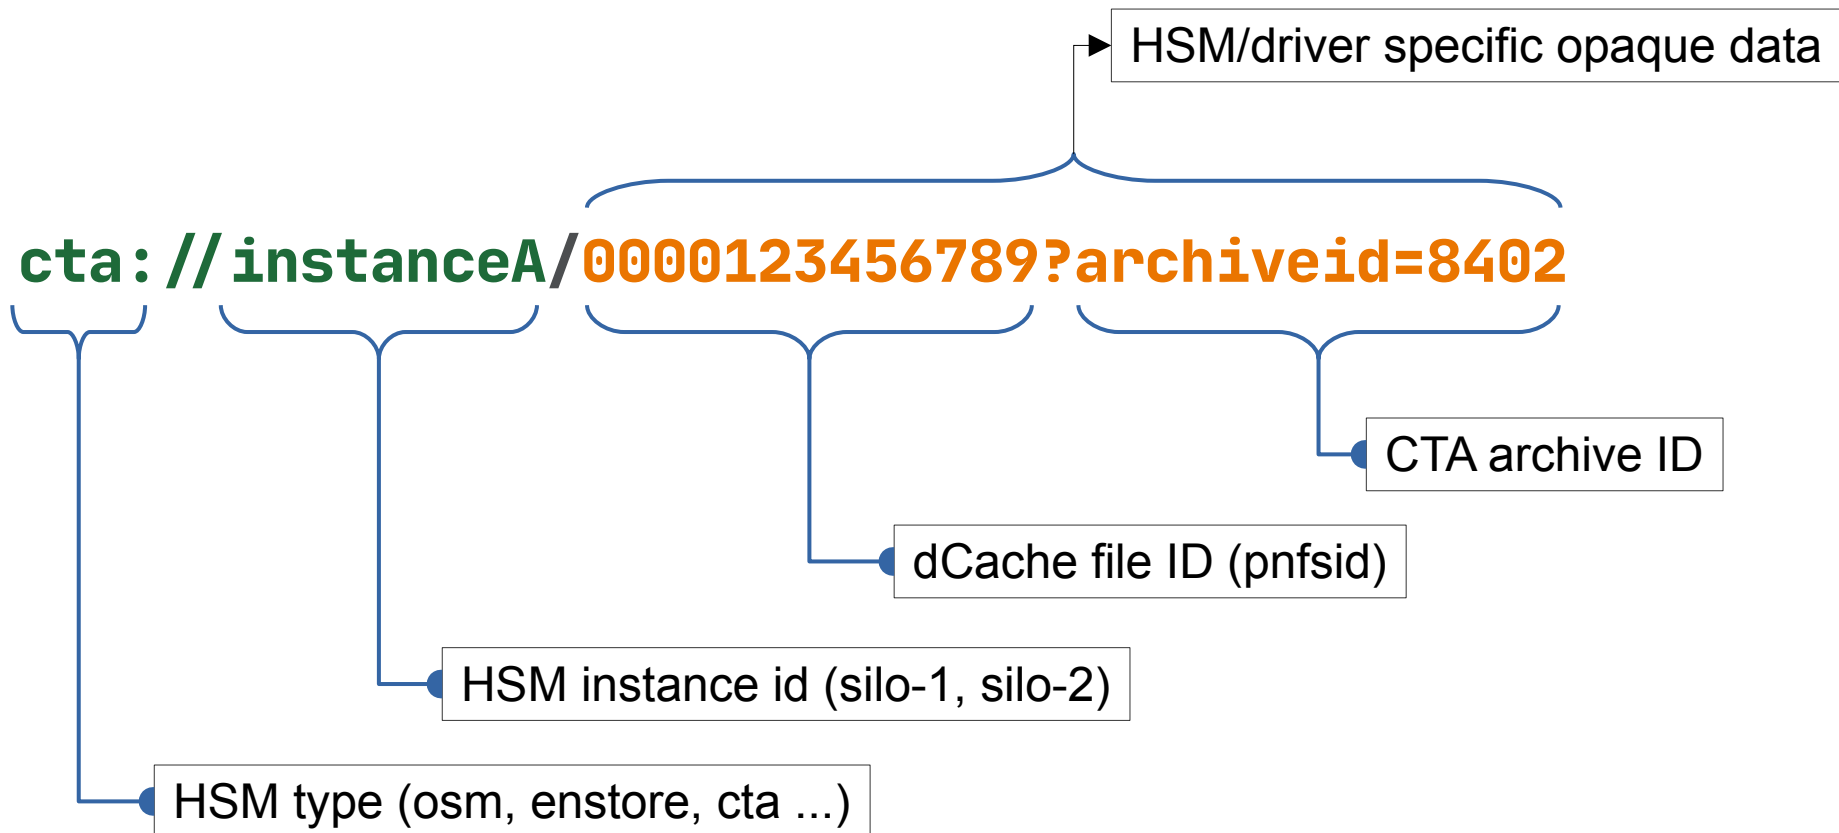 HSM/driver specific opaque data
cta://instanceA/0000123456789?archiveid=8402
CTA archive ID
dCache file ID (pnfsid)
HSM instance id (silo-1, silo-2)
HSM type (osm, enstore, cta ...)